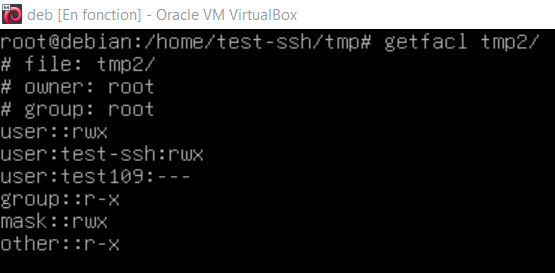 deb [En fonction] - Oracle VM VirtualBox
root@debian:/home/test-ssh/tmp# getfacl tmp2/
# file: tmp2/
# owner: root
# group: root
user::rwx
user:test-ssh:rwx
user:test109:---
group::r-x
mask::rwx
other::r-x